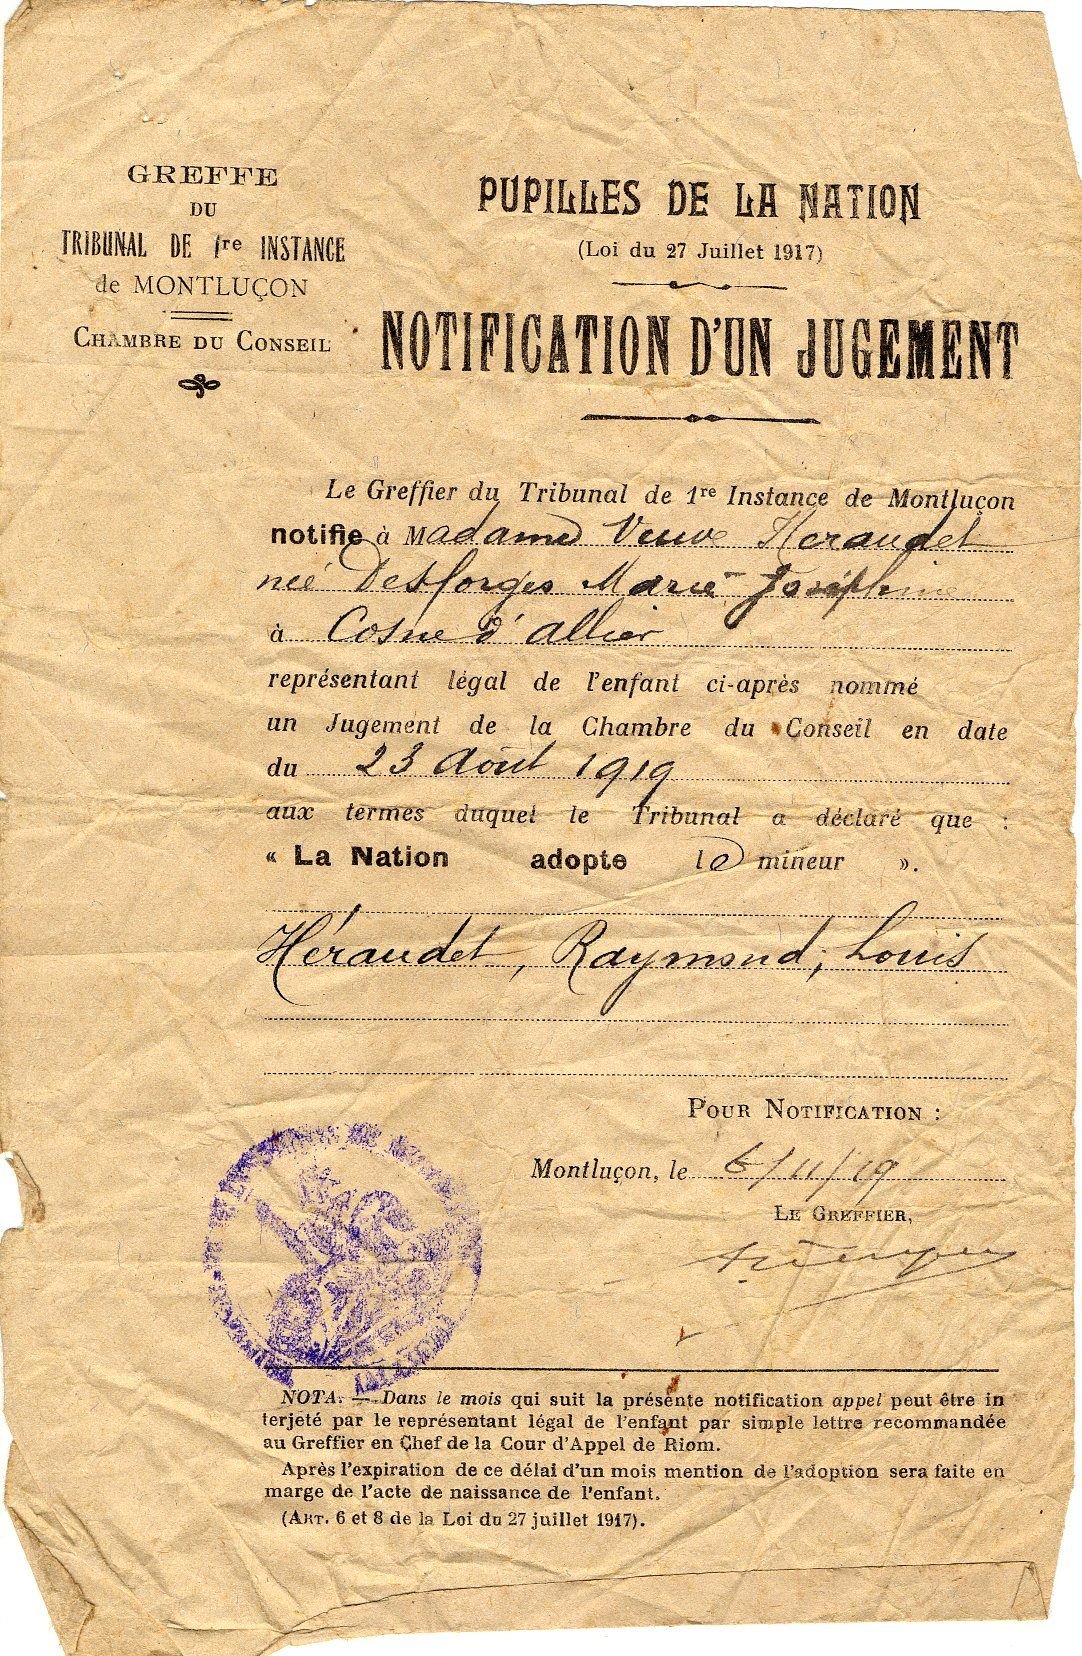 GREFFE
DU
TRIBUNAL DE 1re INSTANCE
de MONTLUÇON
CHAMBRE DU CONSEIL
PUPILLES DE LA NATION
(Loi du 27 Juillet 1917)
NOTIFICATION D'UN JUGEMENT
Le Greffier du Tribunal de 1re Instance de Montluçon
notifie à Madame Veuve Heraudet
née Desforges Marie Joséphine
à Cosne d'Allier
représentant légal de l'enfant ci-après nommé
un Jugement de la Chambre du Conseil en date
du 23 Août 1919
aux termes duquel le Tribunal a déclaré que :
« La Nation adopte le mineur ».
Héraudet, Raymond, Louis
POUR NOTIFICATION :
Montluçon, le 6/11/19
LE GREFFIER,
NOTA. — Dans le mois qui suit la présente notification appel peut être in
terjeté par le représentant légal de l'enfant par simple lettre recommandée
au Greffier en Chef de la Cour d'Appel de Riom.
Après l'expiration de ce délai d'un mois mention de l'adoption sera faite en
marge de l'acte de naissance de l'enfant.
(ART. 6 et 8 de la Loi du 27 juillet 1917).